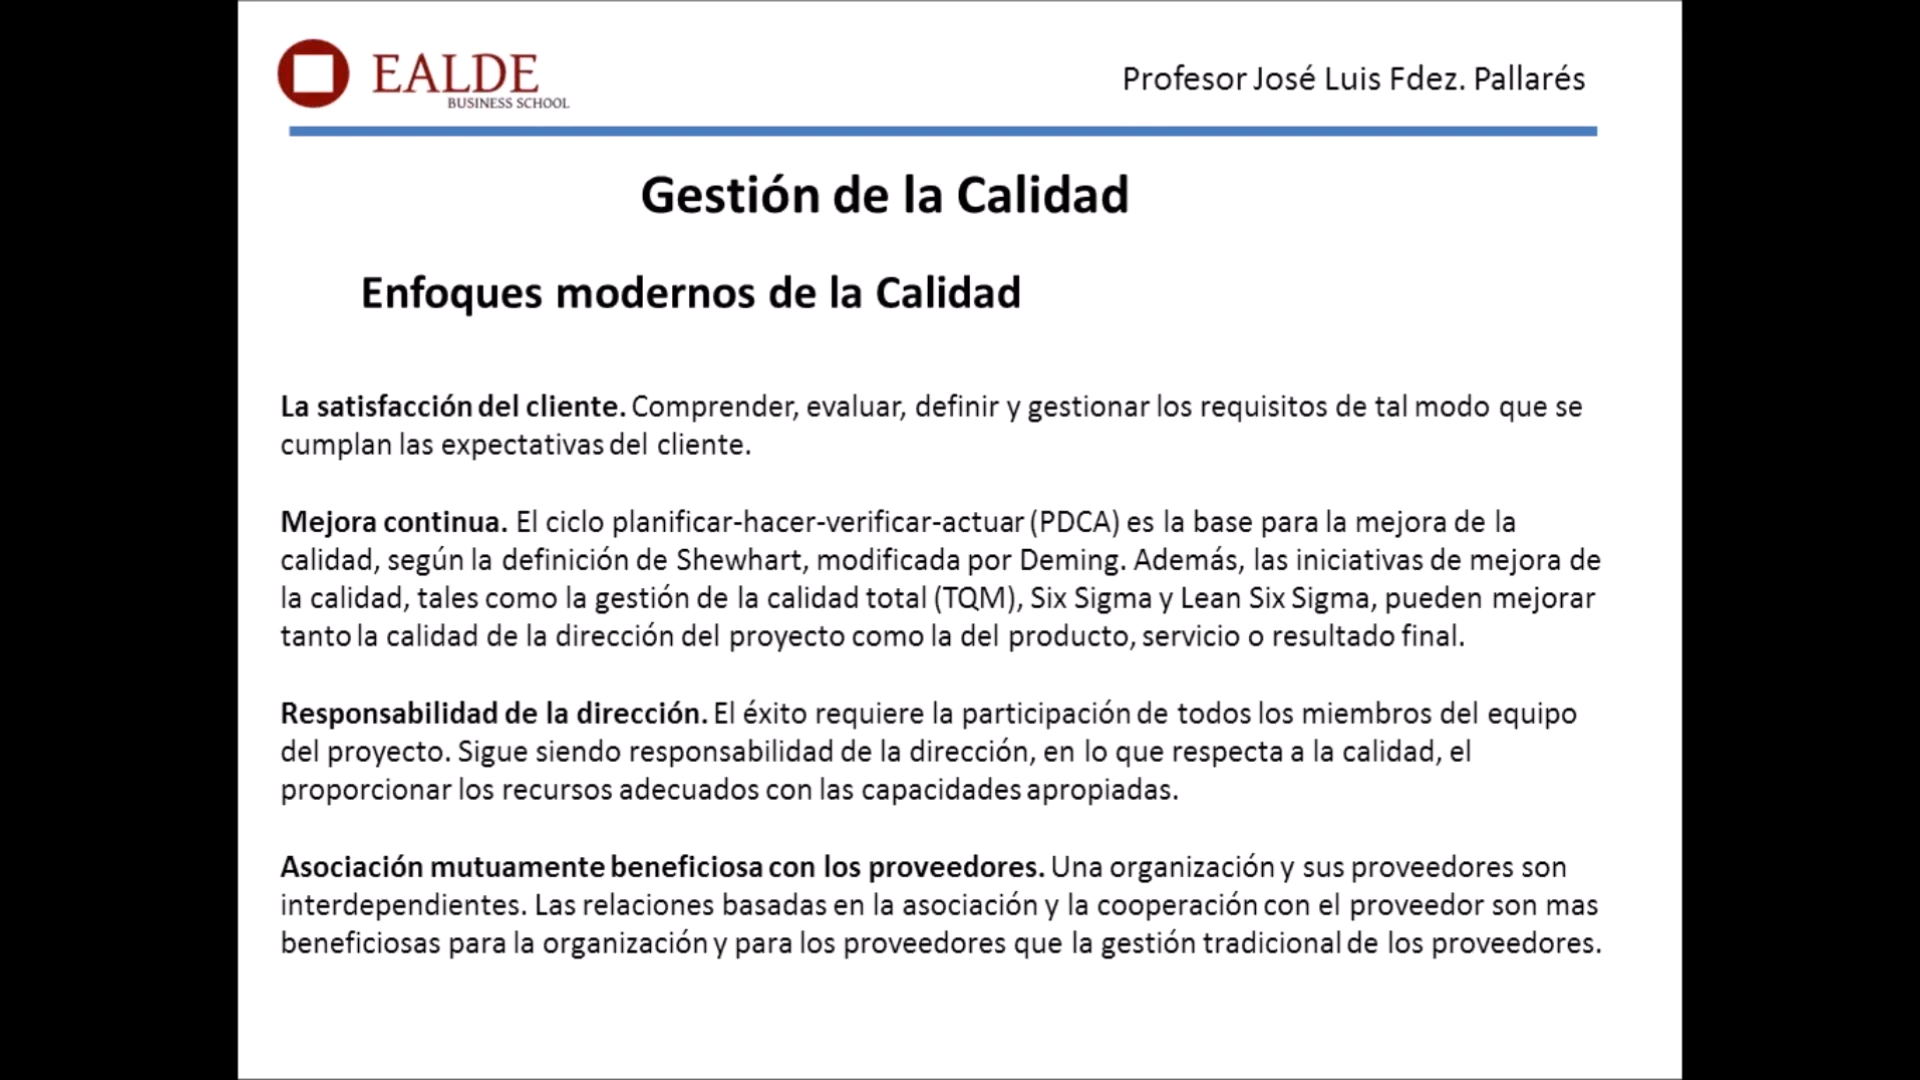 EALDE
BUSINESS SCHOOL
Profesor José Luis Fdez. Pallarés
Gestión de la Calidad
Enfoques modernos de la Calidad
La satisfacción del cliente. Comprender, evaluar, definir y gestionar los requisitos de tal modo que se
cumplan las expectativas del cliente.
Mejora continua. El ciclo planificar-hacer-verificar-actuar (PDCA) es la base para la mejora de la
calidad, según la definición de Shewhart, modificada por Deming. Además, las iniciativas de mejora de
la calidad, tales como la gestión de la calidad total (TQM), Six Sigma y Lean Six Sigma, pueden mejorar
tanto la calidad de la dirección del proyecto como la del producto, servicio o resultado final.
Responsabilidad de la dirección. El éxito requiere la participación de todos los miembros del equipo
del proyecto. Sigue siendo responsabilidad de la dirección, en lo que respecta a la calidad, el
proporcionar los recursos adecuados con las capacidades apropiadas.
Asociación mutuamente beneficiosa con los proveedores. Una organización y sus proveedores son
interdependientes. Las relaciones basadas en la asociación y la cooperación con el proveedor son mas
beneficiosas para la organización y para los proveedores que la gestión tradicional de los proveedores.